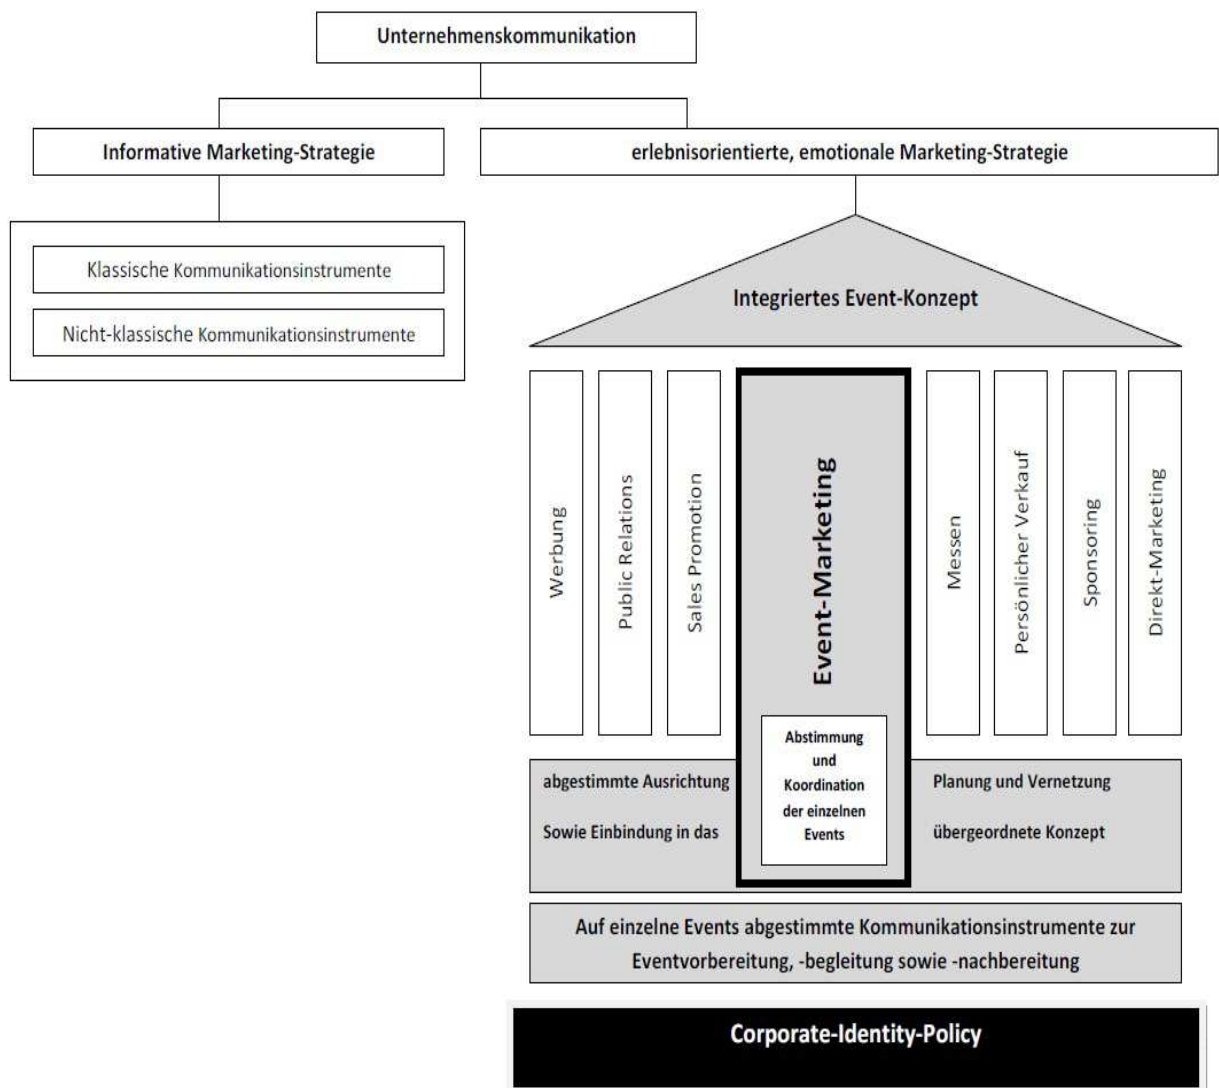 Unternehmenskommunikation
Informative Marketing-Strategie
erlebnisorientierte, emotionale Marketing-Strategie
Klassische Kommunikationsinstrumente
Nicht-klassische Kommunikationsinstrumente
Integriertes Event-Konzept
Werbung
Public Relations
Sales Promotion
Event-Marketing
Messen
Persönlicher Verkauf
Sponsoring
Direkt-Marketing
Abstimmung
und
Koordination
der einzelnen
Events
abgestimmte Ausrichtung
Planung und Vernetzung
Sowie Einbindung in das
übergeordnete Konzept
Auf einzelne Events abgestimmte Kommunikationsinstrumente zur
Eventvorbereitung, -begleitung sowie -nachbereitung
Corporate-Identity-Policy